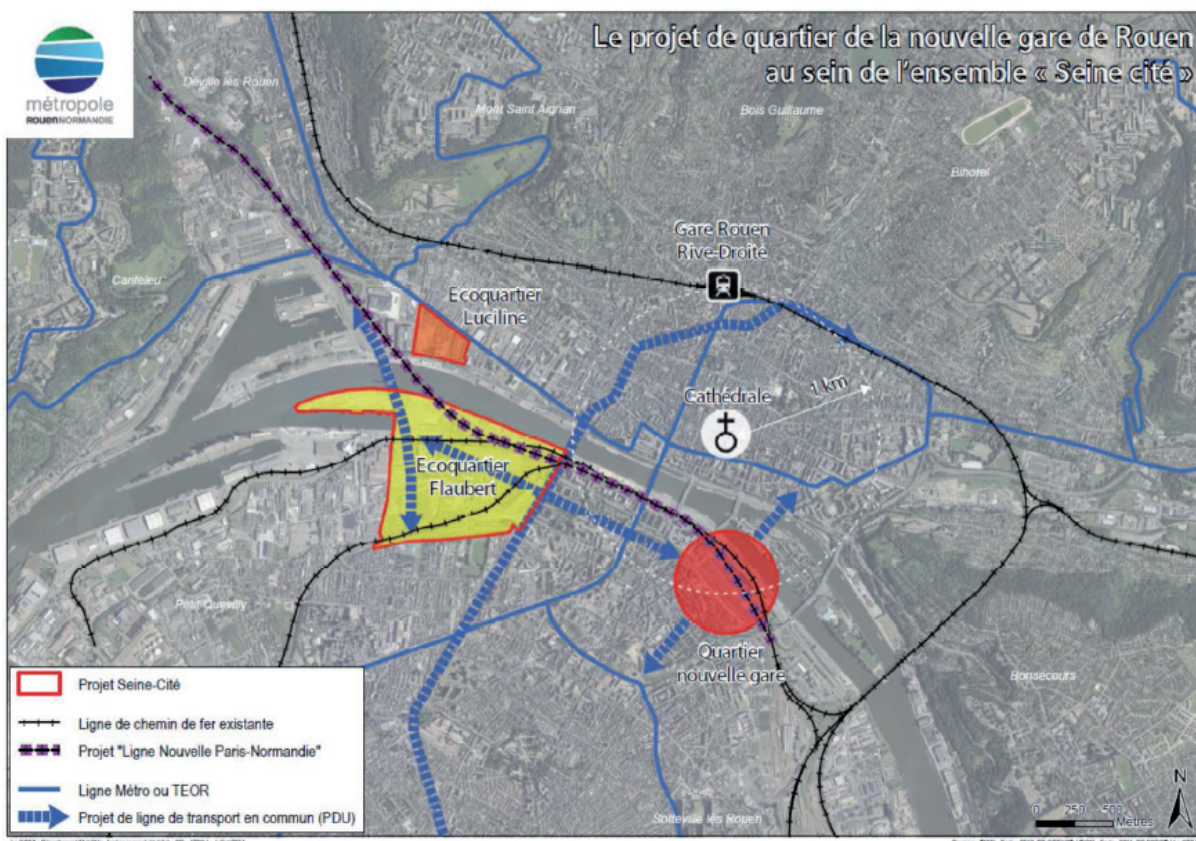 métropole
ROUENNORMANDIE
Le projet de quartier de la nouvelle gare de Rouen
au sein de l'ensemble « Seine cité »
Déville lès Rouen
Mont Saint Aignan
Bois Guillaume
Bihorel
Canteleu
Gare Rouen
Rive-Droite
Ecoquartier
Luciline
Cathédrale
1 km
Ecoquartier
Flaubert
Petit Quevilly
Quartier
nouvelle gare
Bonsecours
Sotteville lès Rouen
Projet Seine-Cité
Ligne de chemin de fer existante
Projet "Ligne Nouvelle Paris-Normandie"
Ligne Métro ou TEOR
Projet de ligne de transport en commun (PDU)
N
0 250 500
Mètres